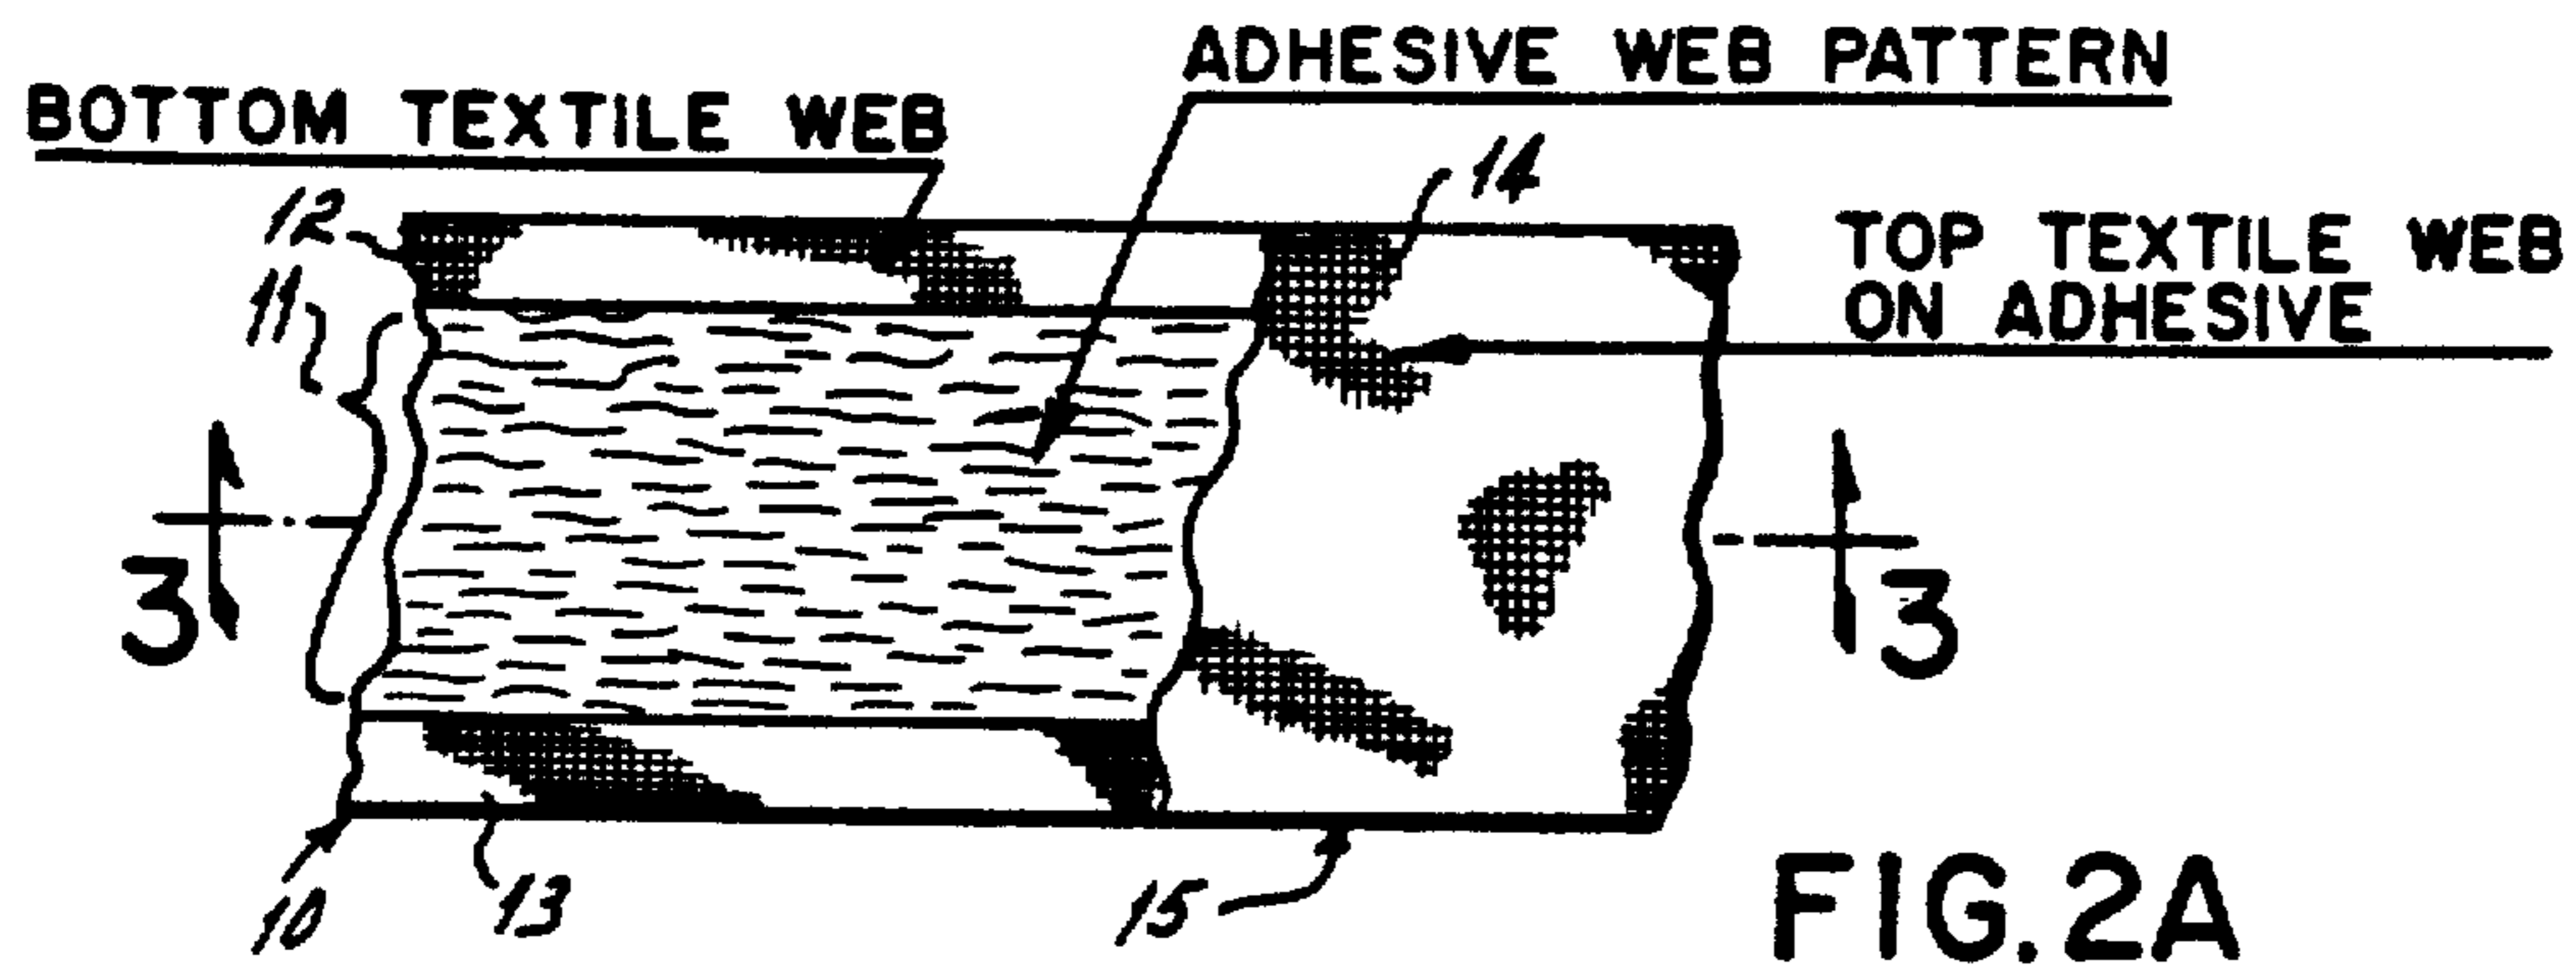 ADHESIVE WEB PATTERN
BOTTOM TEXTILE WEB
14
12
TOP TEXTILE WEB
ON ADHESIVE
11
3
3
10
13
15
FIG.2A